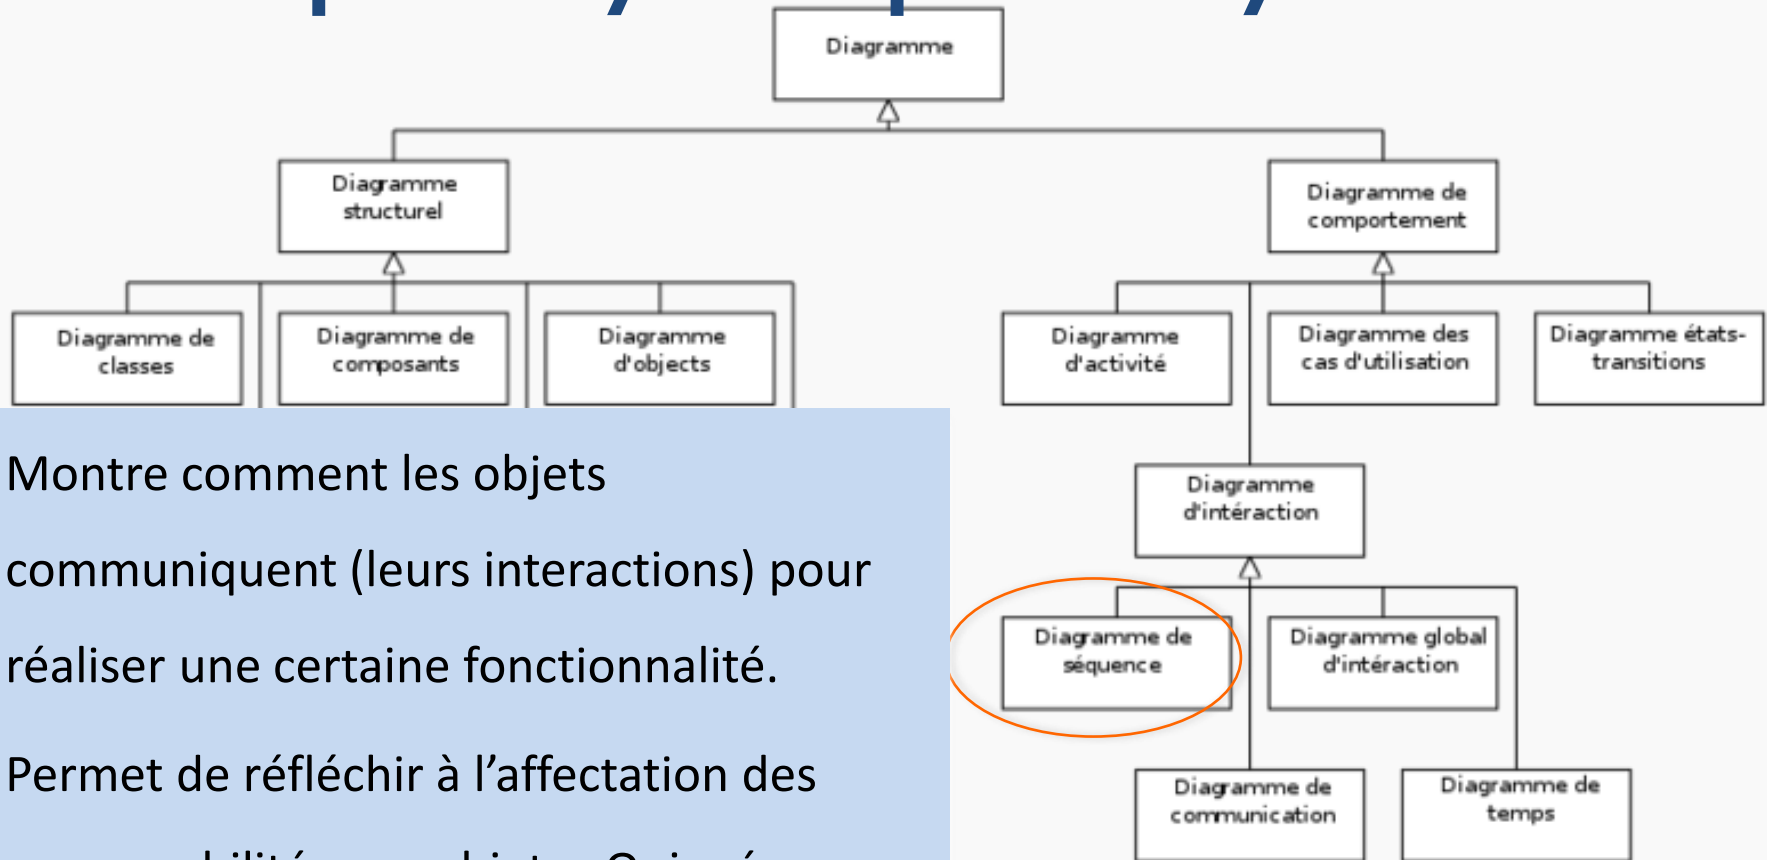 Diagramme
Diagramme
structurel
Diagramme de
comportement
Diagramme de
classes
Diagramme de
composants
Diagramme
d'objects
Diagramme
d'activité
Diagramme des
cas d'utilisation
Diagramme états-
transitions
Montre comment les objets
communiquent (leurs interactions) pour
réaliser une certaine fonctionnalité.
Permet de réfléchir à l’affectation des
Diagramme
d'intéraction
Diagramme de
séquence
Diagramme global
d'intéraction
Diagramme de
communication
Diagramme de
temps